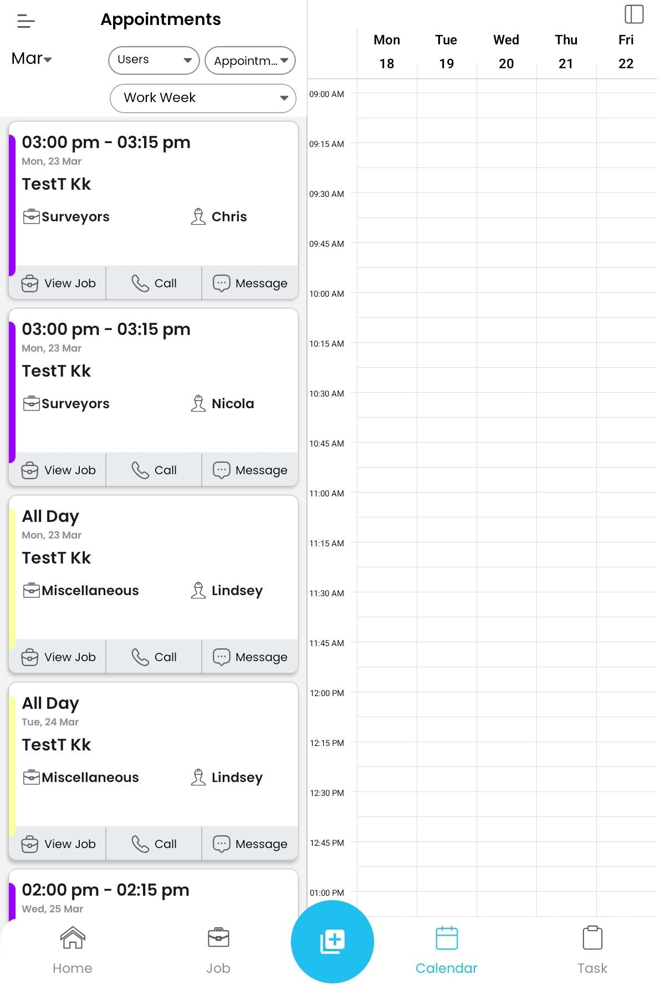 Appointments
Mar
Users
Appointm...
Work Week
03:00 pm - 03:15 pm
Mon, 23 Mar
TestT Kk
Surveyors
Chris
View Job
Call
Message
03:00 pm - 03:15 pm
Mon, 23 Mar
TestT Kk
Surveyors
Nicola
View Job
Call
Message
All Day
Mon, 23 Mar
TestT Kk
Miscellaneous
Lindsey
View Job
Call
Message
All Day
Tue, 24 Mar
TestT Kk
Miscellaneous
Lindsey
View Job
Call
Message
02:00 pm - 02:15 pm
Wed, 25 Mar
Mon Tue Wed Thu Fri
18 19 20 21 22
09:00 AM
09:15 AM
09:30 AM
09:45 AM
10:00 AM
10:15 AM
10:30 AM
10:45 AM
11:00 AM
11:15 AM
11:30 AM
11:45 AM
12:00 PM
12:15 PM
12:30 PM
12:45 PM
01:00 PM
Home
Job
Calendar
Task